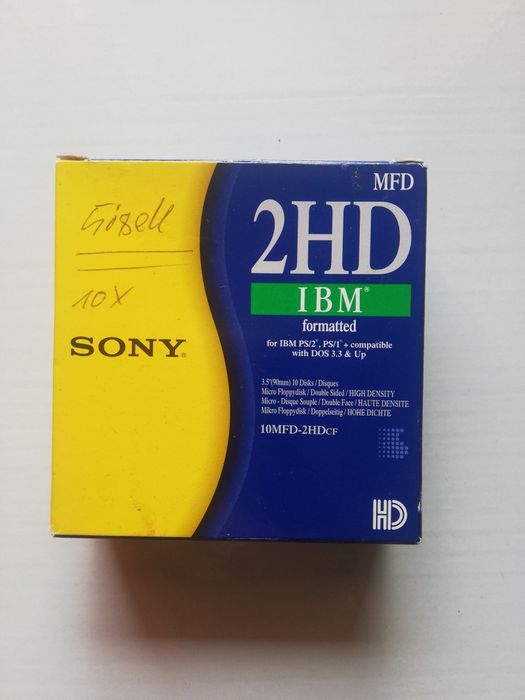 10X
SONY®
MFD
2HD
IBM®
formatted
for IBM PS/2®, PS/1® + compatible
with DOS 3.3 & Up
3.5"(90mm) 10 Disks / Disques
Micro Floppydisk / Double Sided / HIGH DENSITY
Micro - Disque Souple / Double Face / HAUTE DENSITE
Mikro Floppydisk / Doppelseitig / HOHE DICHTE
10MFD-2HDCF
HD